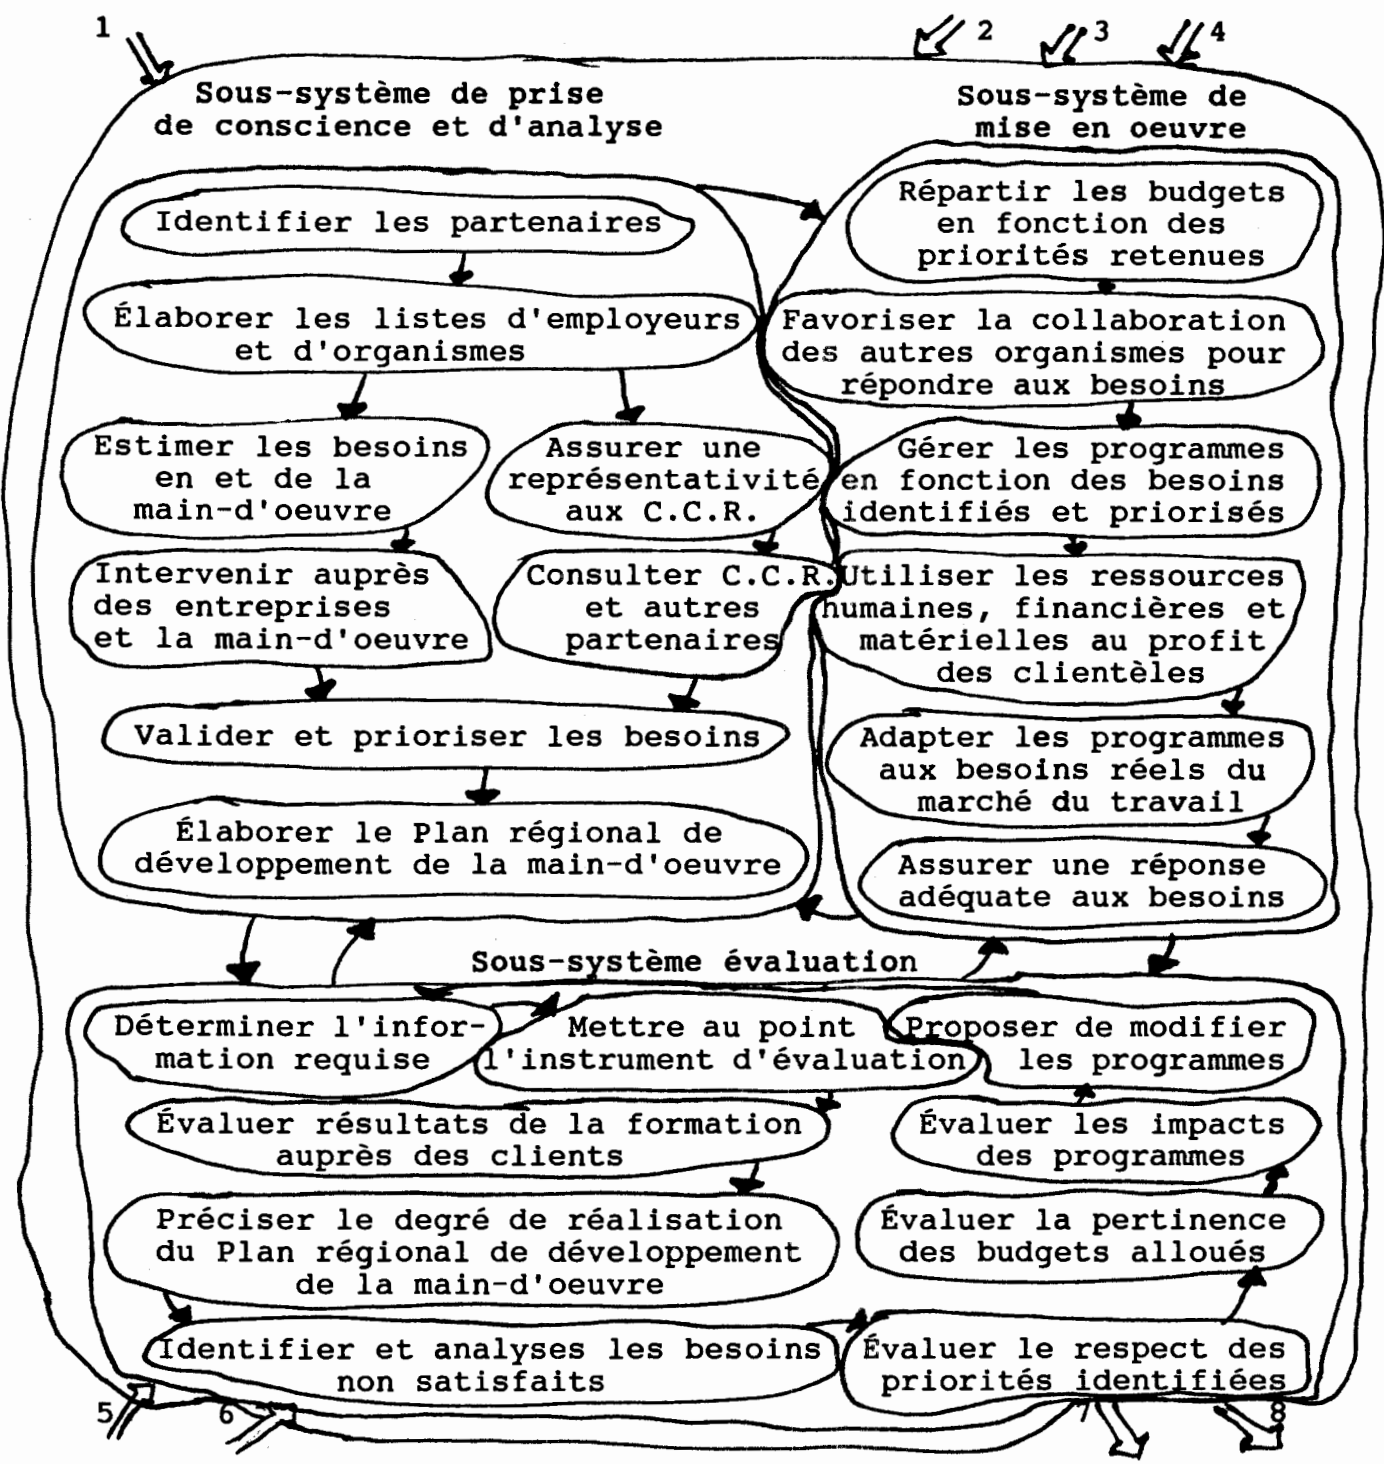 1
2
3
4
Sous-système de prise
de conscience et d'analyse
Identifier les partenaires
Élaborer les listes d'employeurs
et d'organismes
Estimer les besoins
en et de la
main-d'oeuvre
Assurer une
représentativité
aux C.C.R.
Intervenir auprès
des entreprises
et la main-d'oeuvre
Consulter C.C.R.
et autres
partenaires
Valider et prioriser les besoins
Élaborer le Plan régional de
développement de la main-d'oeuvre
Sous-système de
mise en oeuvre
Répartir les budgets
en fonction des
priorités retenues
Favoriser la collaboration
des autres organismes pour
répondre aux besoins
Gérer les programmes
en fonction des besoins
identifiés et priorisés
Utiliser les ressources
humaines, financières et
matérielles au profit
des clientèles
Adapter les programmes
aux besoins réels du
marché du travail
Assurer une réponse
adéquate aux besoins
Sous-système évaluation
Déterminer l'infor-
mation requise
Mettre au point
l'instrument d'évaluation
Proposer de modifier
les programmes
Évaluer résultats de la formation
auprès des clients
Évaluer les impacts
des programmes
Préciser le degré de réalisation
du Plan régional de développement
de la main-d'oeuvre
Évaluer la pertinence
des budgets alloués
Identifier et analyses les besoins
non satisfaits
Évaluer le respect des
priorités identifiées
5
6
7
8